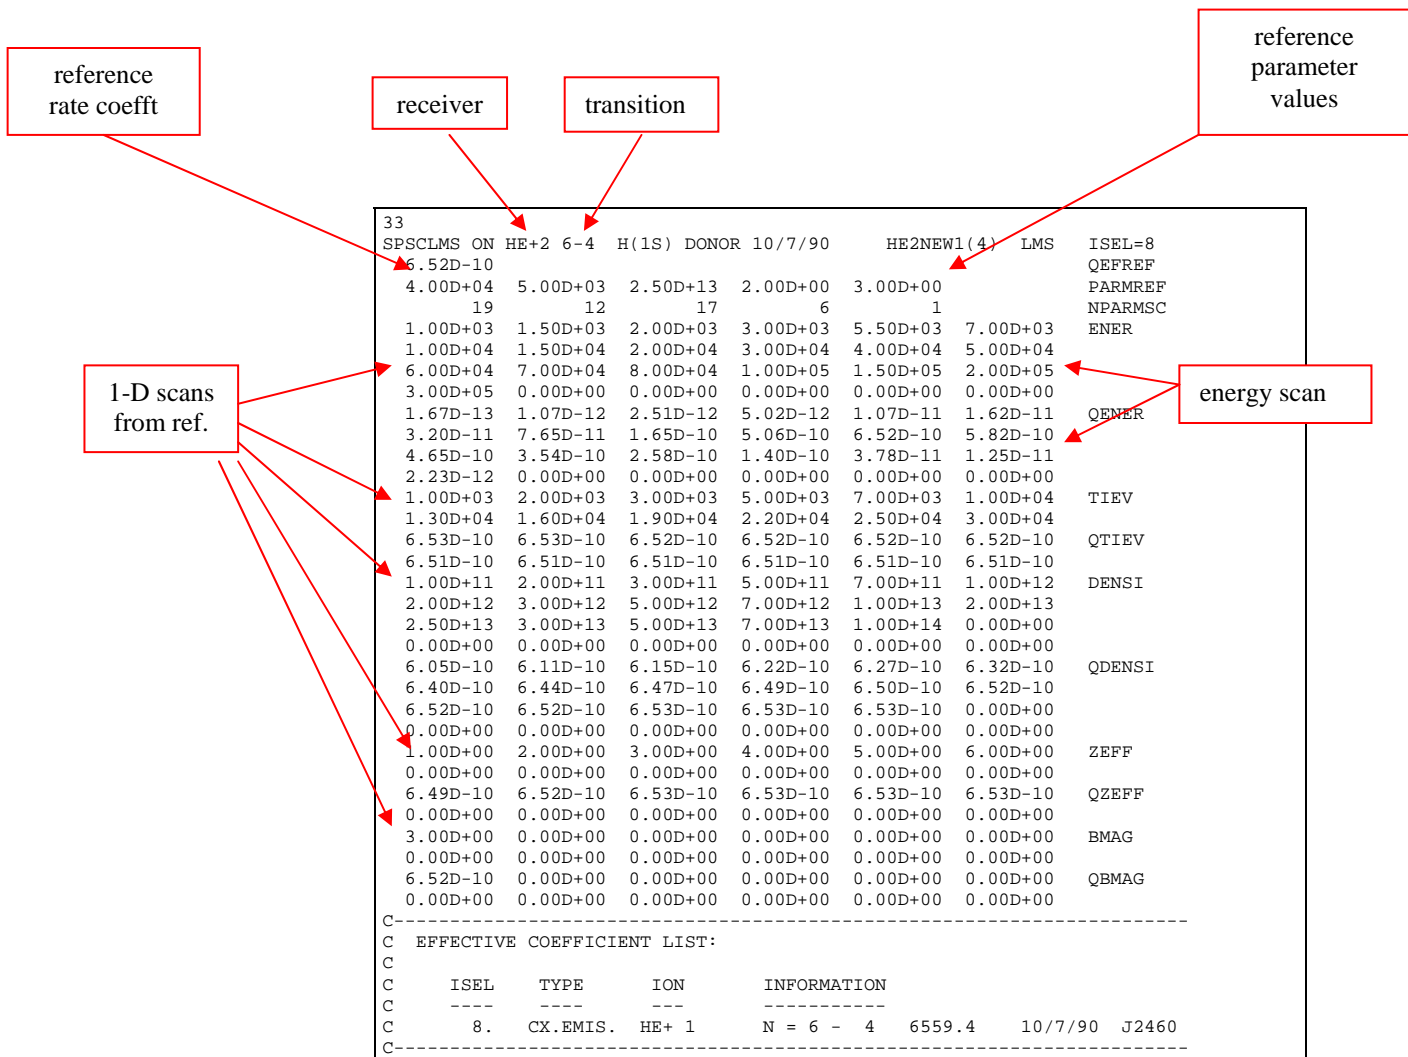 reference
parameter
values
reference
rate coefft
receiver
transition
33
SPSCLMS ON HE+2 6-4 H(1S) DONOR 10/7/90 HE2NEW1(4) LMS ISEL=8
6.52D-10 QEFREF
4.00D+04 5.00D+03 2.50D+13 2.00D+00 3.00D+00 PARMREF
19 12 17 6 1 NPARMSC
1.00D+03 1.50D+03 2.00D+03 3.00D+03 5.50D+03 7.00D+03 ENER
1.00D+04 1.50D+04 2.00D+04 3.00D+04 4.00D+04 5.00D+04
6.00D+04 7.00D+04 8.00D+04 1.00D+05 1.50D+05 2.00D+05
3.00D+05 0.00D+00 0.00D+00 0.00D+00 0.00D+00 0.00D+00
1.67D-13 1.07D-12 2.51D-12 5.02D-12 1.07D-11 1.62D-11 QENER
3.20D-11 7.65D-11 1.65D-10 5.06D-10 6.52D-10 5.82D-10
4.65D-10 3.54D-10 2.58D-10 1.40D-10 3.78D-11 1.25D-11
2.23D-12 0.00D+00 0.00D+00 0.00D+00 0.00D+00 0.00D+00
1.00D+03 2.00D+03 3.00D+03 5.00D+03 7.00D+03 1.00D+04 TIEV
1.30D+04 1.60D+04 1.90D+04 2.20D+04 2.50D+04 3.00D+04
6.53D-10 6.53D-10 6.52D-10 6.52D-10 6.52D-10 6.52D-10 QTIEV
6.51D-10 6.51D-10 6.51D-10 6.51D-10 6.51D-10 6.51D-10
1.00D+11 2.00D+11 3.00D+11 5.00D+11 7.00D+11 1.00D+12 DENSI
2.00D+12 3.00D+12 5.00D+12 7.00D+12 1.00D+13 2.00D+13
2.50D+13 3.00D+13 5.00D+13 7.00D+13 1.00D+14 0.00D+00
0.00D+00 0.00D+00 0.00D+00 0.00D+00 0.00D+00 0.00D+00
6.05D-10 6.11D-10 6.15D-10 6.22D-10 6.27D-10 6.32D-10 QDENSI
6.40D-10 6.44D-10 6.47D-10 6.49D-10 6.50D-10 6.52D-10
6.52D-10 6.52D-10 6.53D-10 6.53D-10 6.53D-10 0.00D+00
0.00D+00 0.00D+00 0.00D+00 0.00D+00 0.00D+00 0.00D+00
1.00D+00 2.00D+00 3.00D+00 4.00D+00 5.00D+00 6.00D+00 ZEFF
0.00D+00 0.00D+00 0.00D+00 0.00D+00 0.00D+00 0.00D+00
6.49D-10 6.52D-10 6.53D-10 6.53D-10 6.53D-10 6.53D-10 QZEFF
0.00D+00 0.00D+00 0.00D+00 0.00D+00 0.00D+00 0.00D+00
3.00D+00 0.00D+00 0.00D+00 0.00D+00 0.00D+00 0.00D+00 BMAG
0.00D+00 0.00D+00 0.00D+00 0.00D+00 0.00D+00 0.00D+00
6.52D-10 0.00D+00 0.00D+00 0.00D+00 0.00D+00 0.00D+00 QBMAG
0.00D+00 0.00D+00 0.00D+00 0.00D+00 0.00D+00 0.00D+00
C-----------------------------------------------------------------------
C EFFECTIVE COEFFICIENT LIST:
C
C ISEL TYPE ION INFORMATION
C ---- ---- --- -----------
C 8. CX.EMIS. HE+ 1 N = 6 - 4 6559.4 10/7/90 J2460
C-----------------------------------------------------------------------
1-D scans
from ref.
energy scan